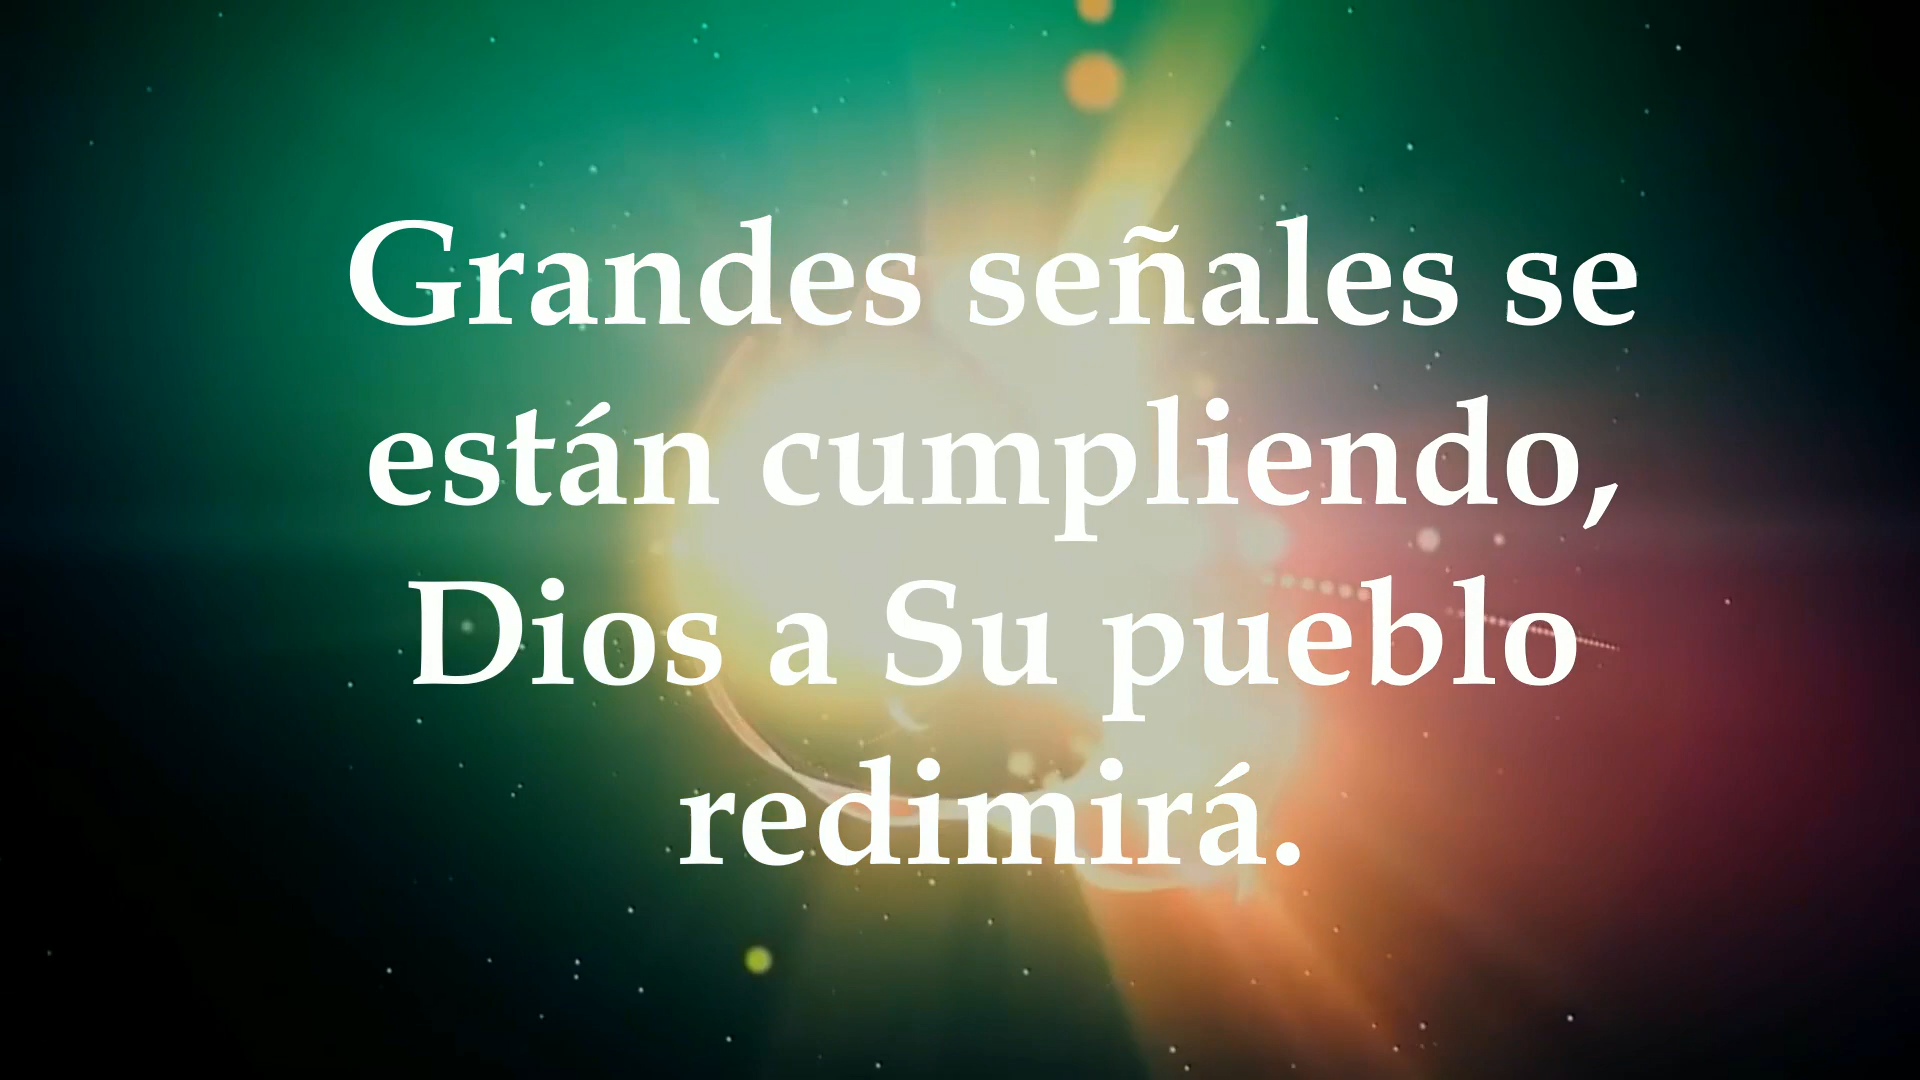 Grandes señales se
están cumpliendo,
Dios a Su pueblo
redimirá.